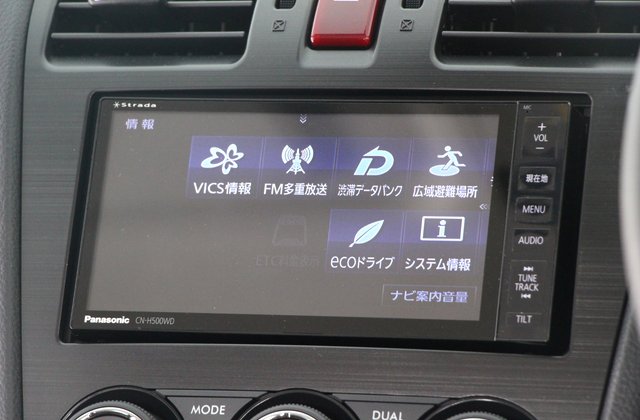 Strada
情報
VICS情報 FM多重放送 渋滞データバンク 広域避難場所
ETC料金表示 ecoドライブ システム情報
ナビ案内音量
Panasonic CN-H500WD
MIC
+
VOL
-
現在地
MENU
AUDIO
TUNE
TRACK
TILT
MODE DUAL